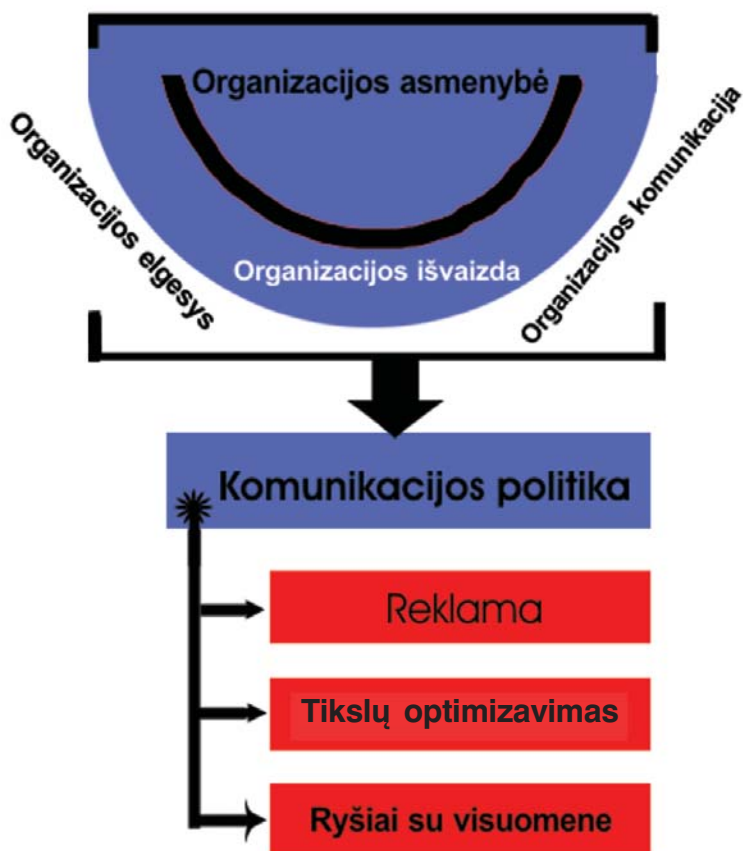 Organizacijos asmenybė
Organizacijos elgesys
Organizacijos išvaizda
Organizacijos komunikacija
Komunikacijos politika
Reklama
Tikslų optimizavimas
Ryšiai su visuomene